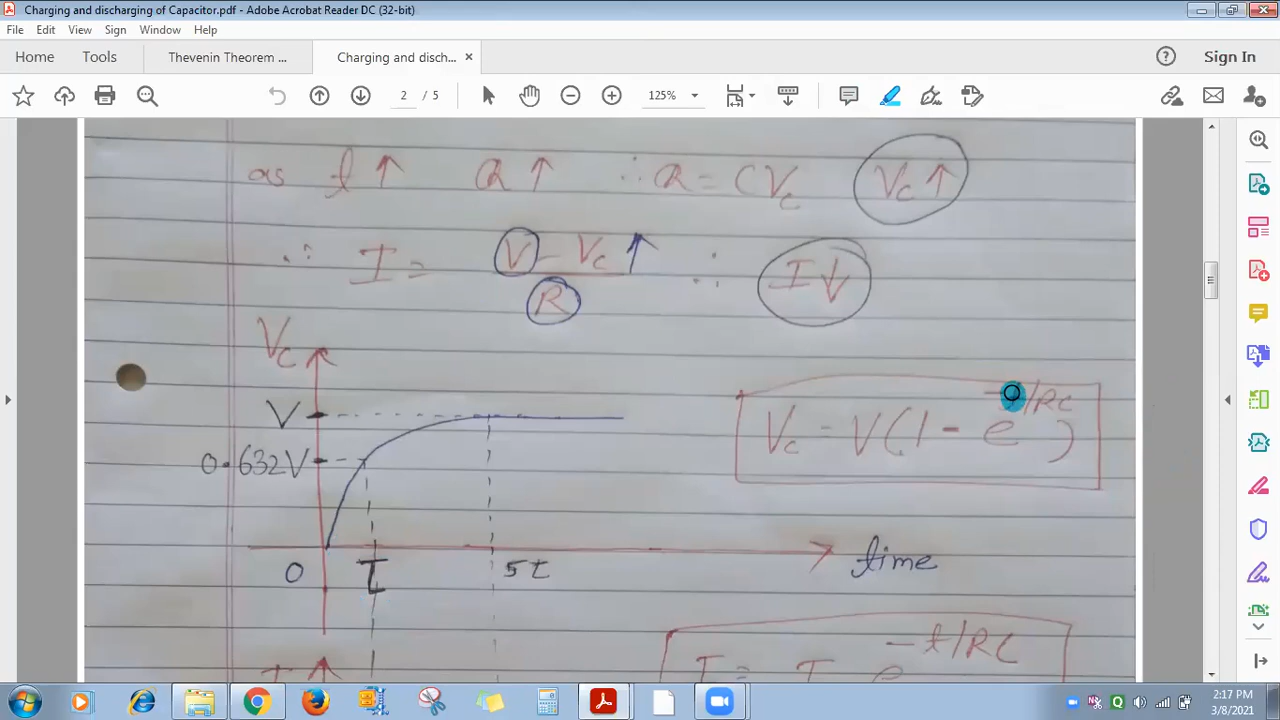 Charging and discharging of Capacitor.pdf - Adobe Acrobat Reader DC (32-bit)
File Edit View Sign Window Help
Home Tools Thevenin Theorem ... Charging and disch... × Sign In
2 / 5 125%
as t ↑ Q ↑ ∴ Q = CVc Vc ↑
∴ I = V - Vc ↑ / R ∴ I ↓
Vc
V
0.632V
Vc = V(1 - e^-t/RC)
0 τ 5τ time
-t/RC
2:17 PM
3/8/2021